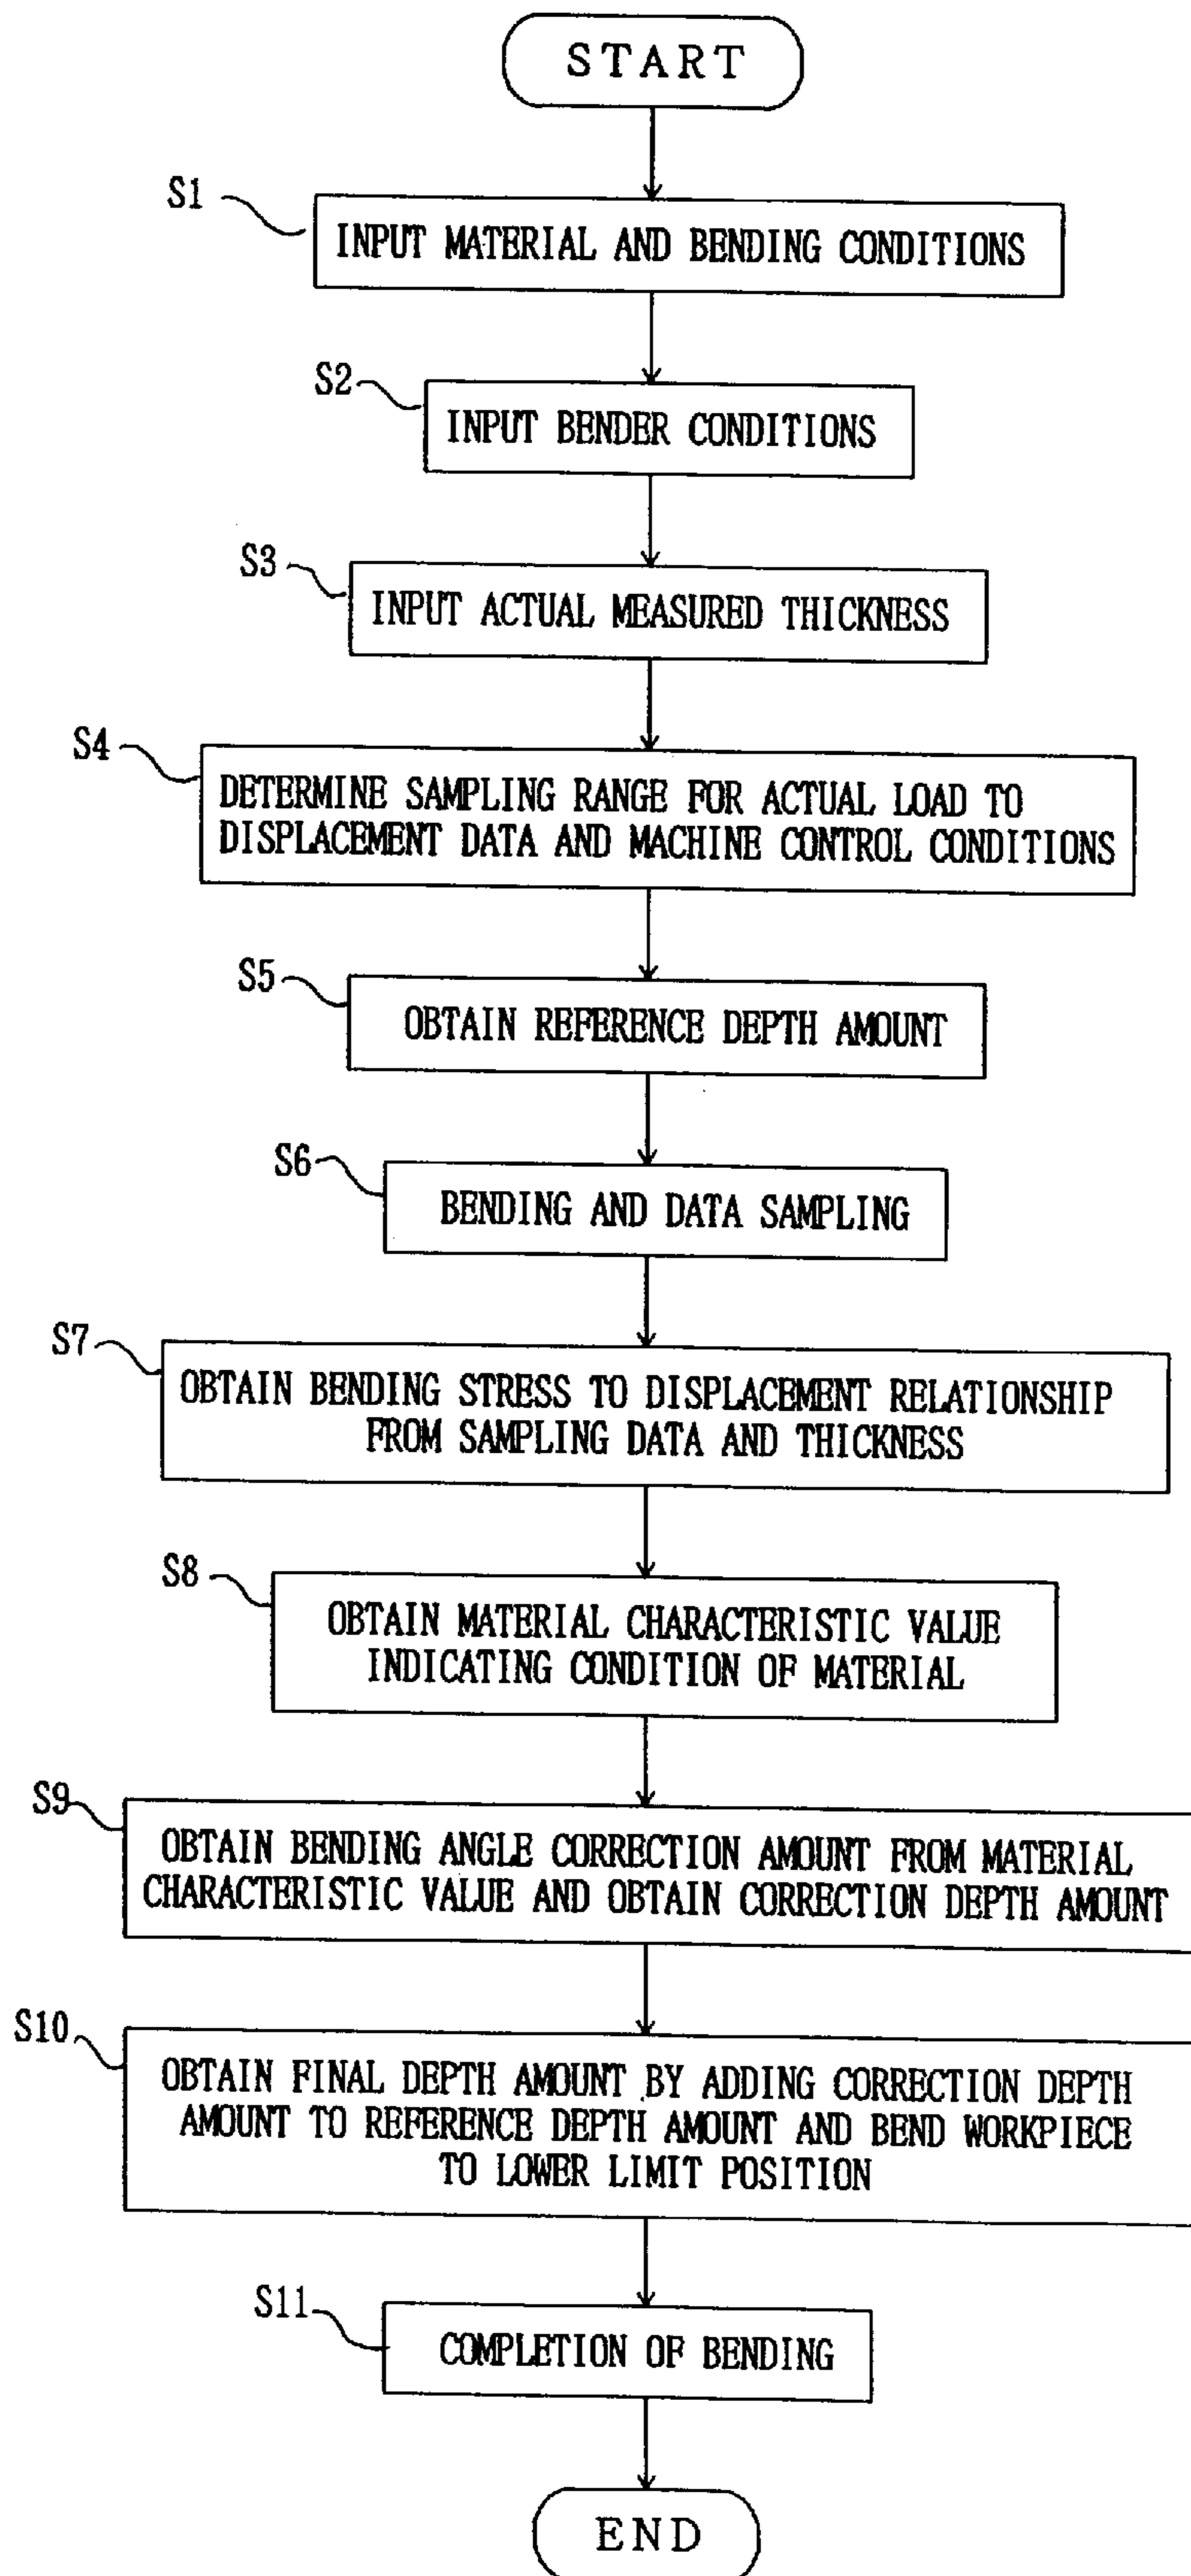 START
S1
INPUT MATERIAL AND BENDING CONDITIONS
S2
INPUT BENDER CONDITIONS
S3
INPUT ACTUAL MEASURED THICKNESS
S4
DETERMINE SAMPLING RANGE FOR ACTUAL LOAD TO
DISPLACEMENT DATA AND MACHINE CONTROL CONDITIONS
S5
OBTAIN REFERENCE DEPTH AMOUNT
S6
BENDING AND DATA SAMPLING
S7
OBTAIN BENDING STRESS TO DISPLACEMENT RELATIONSHIP
FROM SAMPLING DATA AND THICKNESS
S8
OBTAIN MATERIAL CHARACTERISTIC VALUE
INDICATING CONDITION OF MATERIAL
S9
OBTAIN BENDING ANGLE CORRECTION AMOUNT FROM MATERIAL
CHARACTERISTIC VALUE AND OBTAIN CORRECTION DEPTH AMOUNT
S10
OBTAIN FINAL DEPTH AMOUNT BY ADDING CORRECTION DEPTH
AMOUNT TO REFERENCE DEPTH AMOUNT AND BEND WORKPIECE
TO LOWER LIMIT POSITION
S11
COMPLETION OF BENDING
END